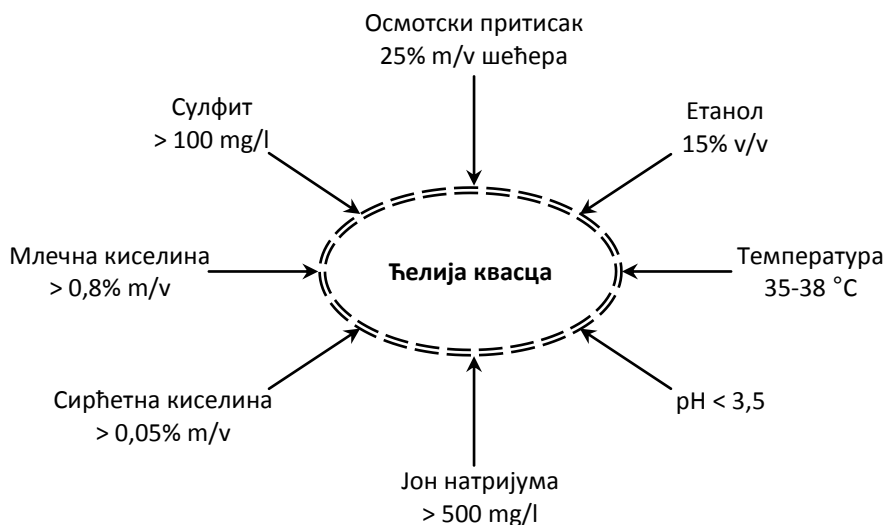 Осмотски притисак
25% m/v шећера
Сулфит
> 100 mg/l
Етанол
15% v/v
Млечна киселина
> 0,8% m/v
Ћелија квасца
Температура
35-38 °C
Сирћетна киселина
> 0,05% m/v
pH < 3,5
Јон натријума
> 500 mg/l